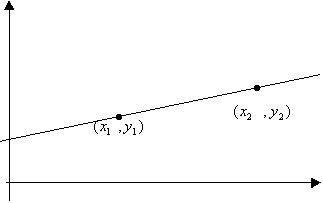 (x₂ , y₂)
(x₁ , y₁)